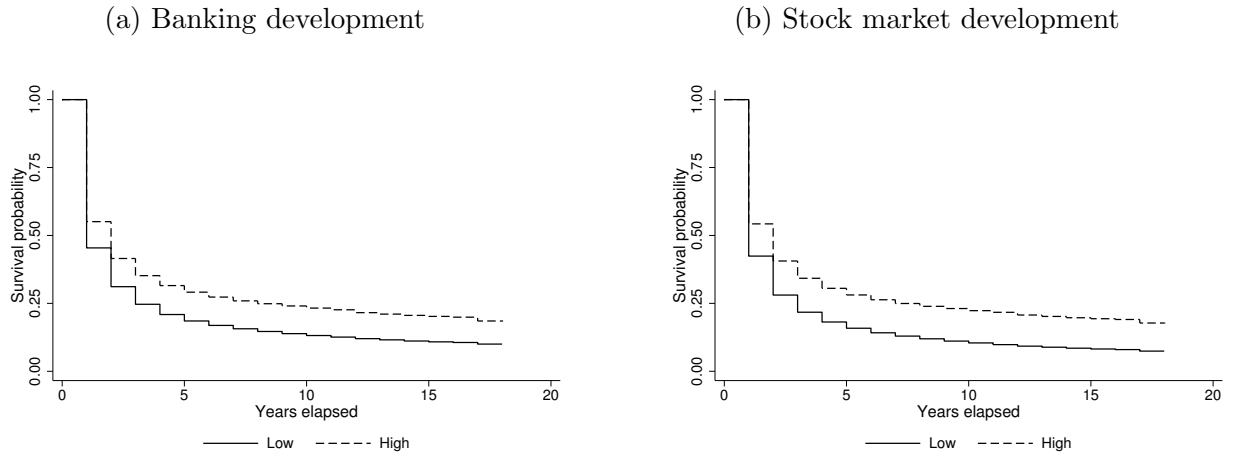 (a) Banking development
Survival probability
1.00
0.75
0.50
0.25
0.00
0 5 10 15 20
Years elapsed
Low High
(b) Stock market development
Survival probability
1.00
0.75
0.50
0.25
0.00
0 5 10 15 20
Years elapsed
Low High